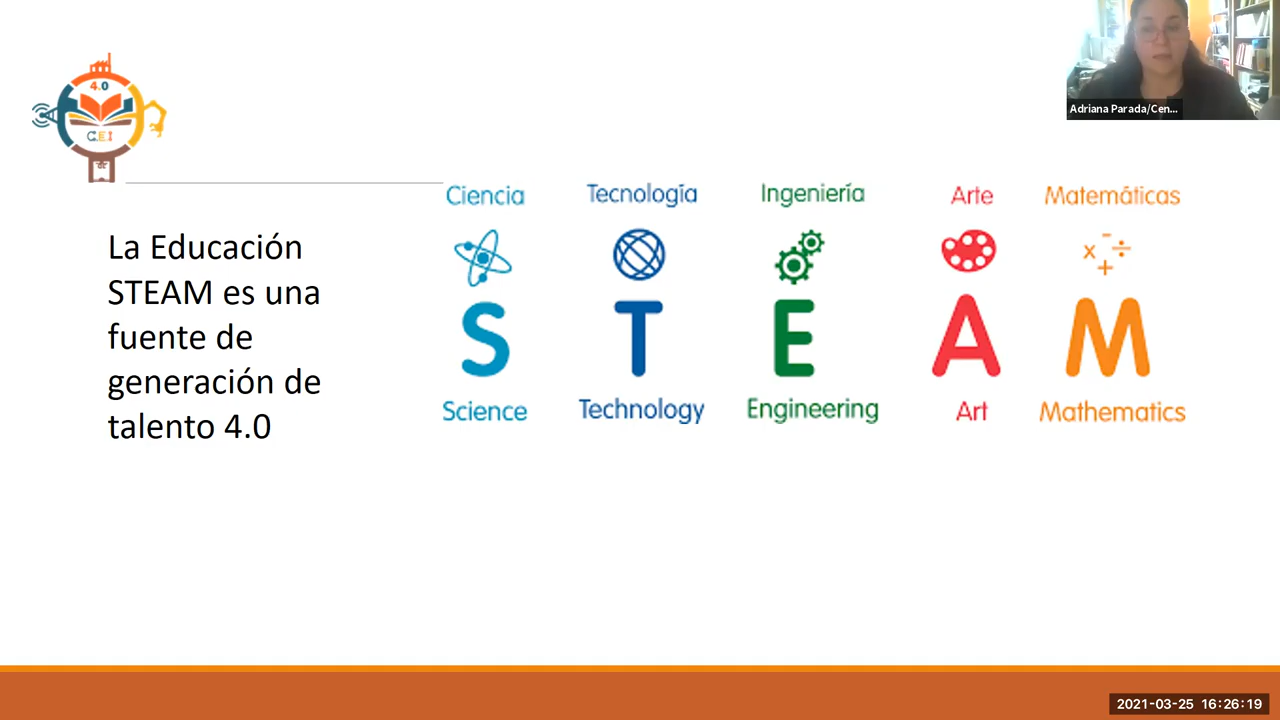 Adriana Parada/Cen...
4.0
C.E.I
Ciencia Tecnología Ingeniería Arte Matemáticas
La Educación
STEAM es una
fuente de
generación de
talento 4.0
x - ÷ +
S T E A M
Science Technology Engineering Art Mathematics
2021-03-25 16:26:19